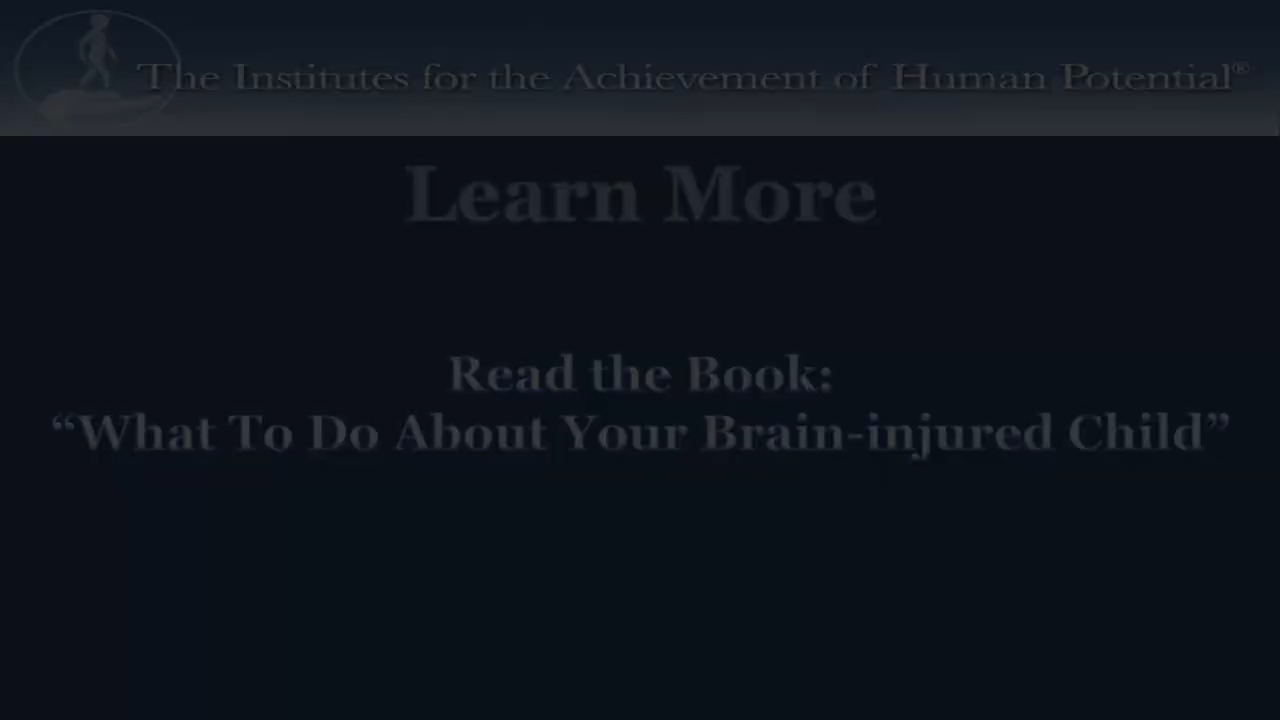 The Institutes for the Achievement of Human Potential®
Learn More
Read the Book:
“What To Do About Your Brain-injured Child”